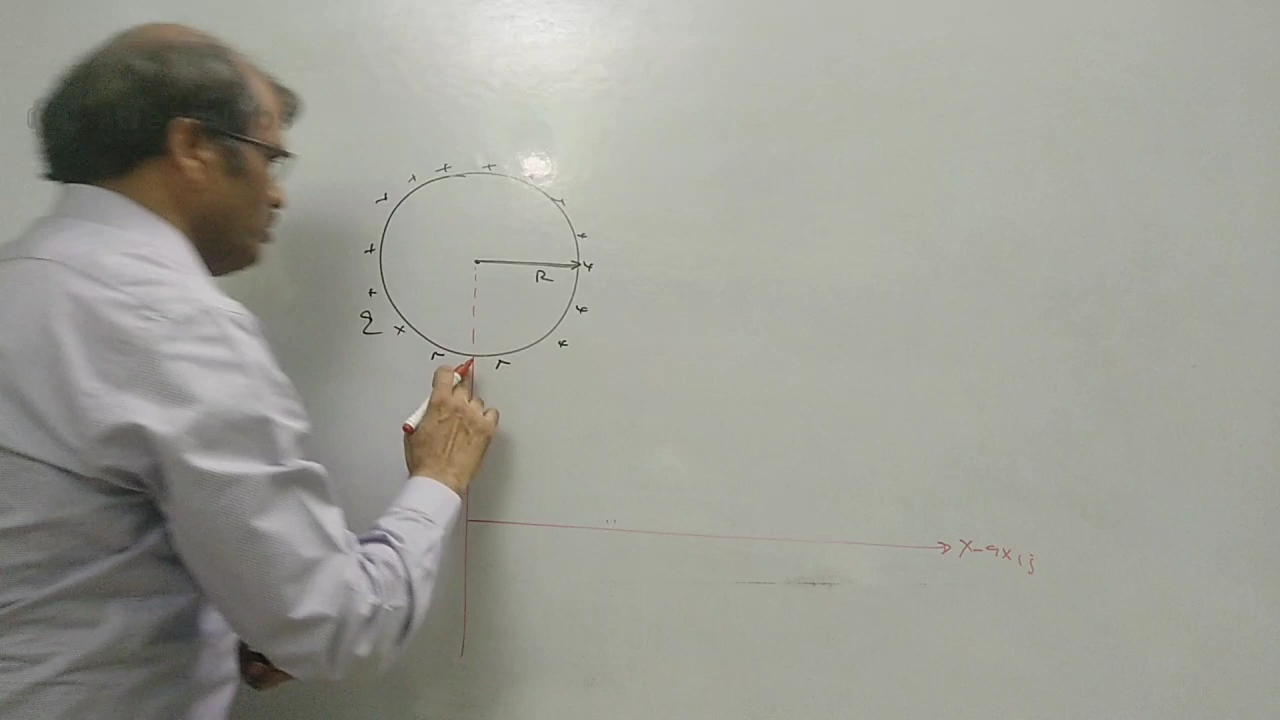 + + + +
R
q
X-axis